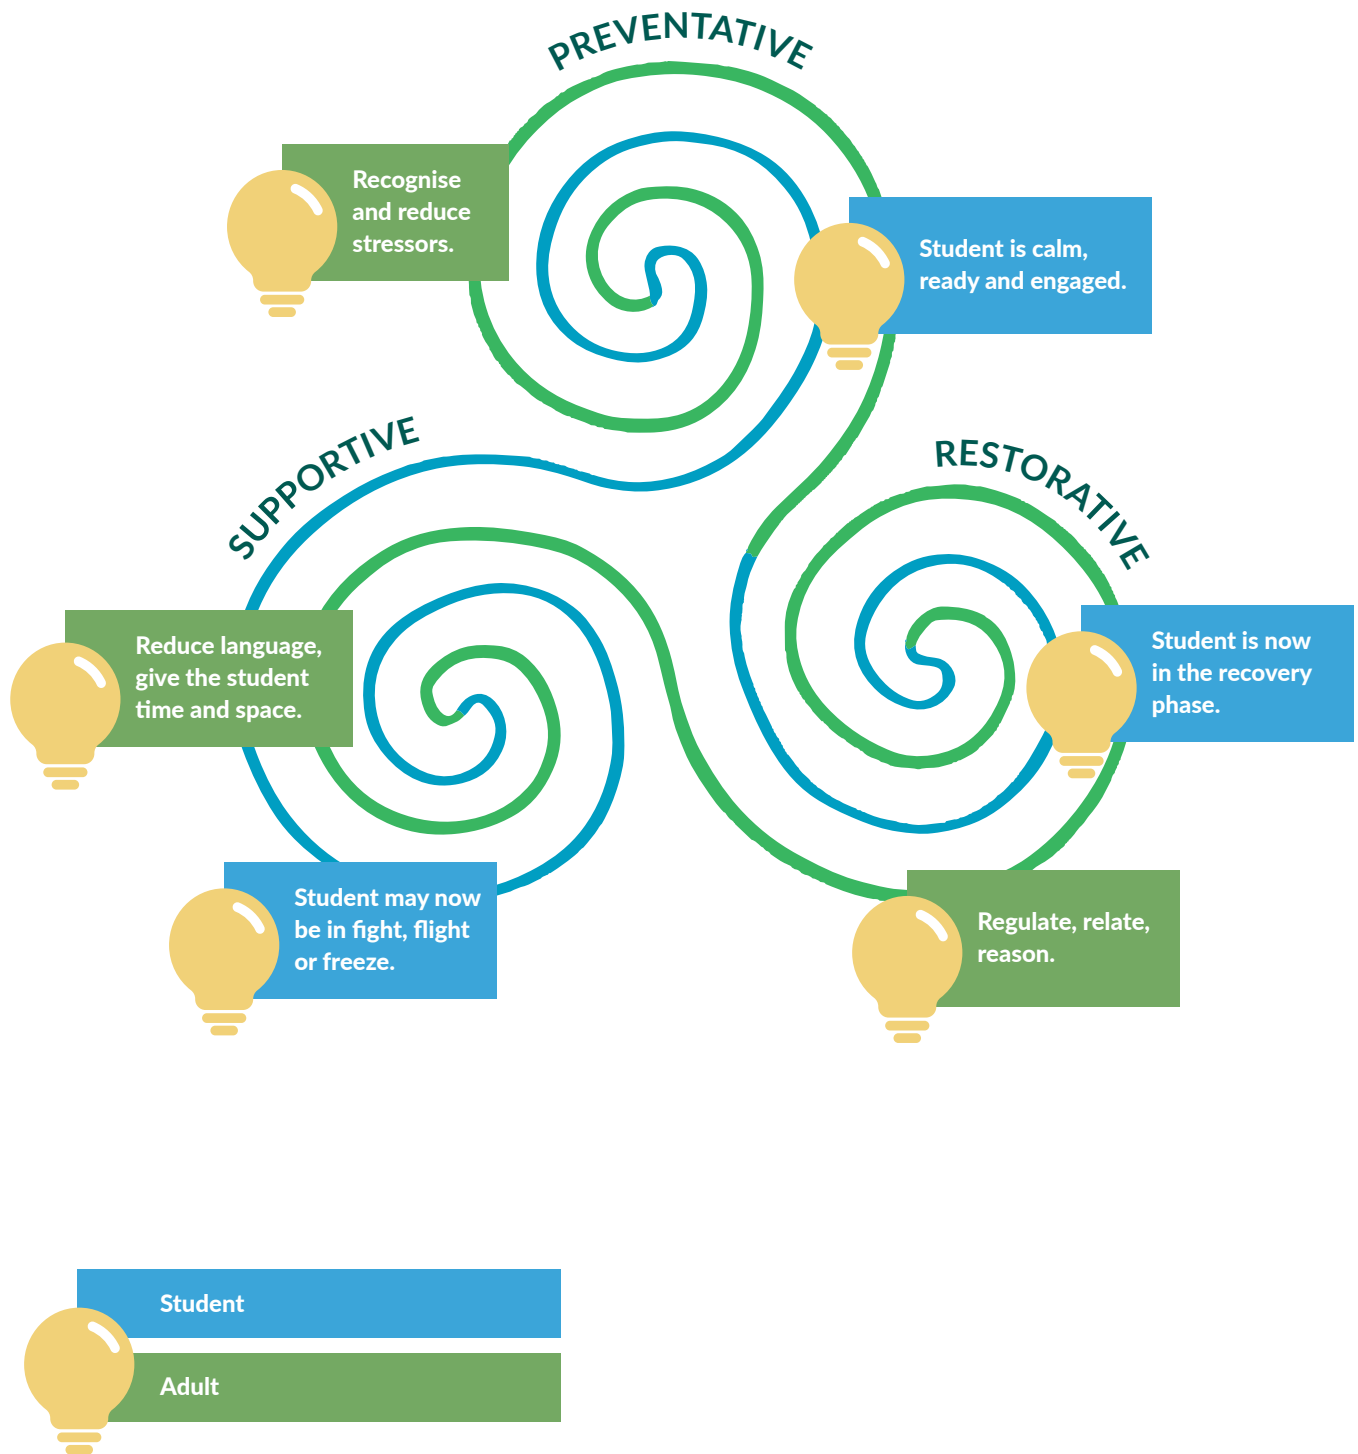 PREVENTATIVE
Recognise
and reduce
stressors.
Student is calm,
ready and engaged.
SUPPORTIVE
RESTORATIVE
Reduce language,
give the student
time and space.
Student is now
in the recovery
phase.
Student may now
be in fight, flight
or freeze.
Regulate, relate,
reason.
Student
Adult